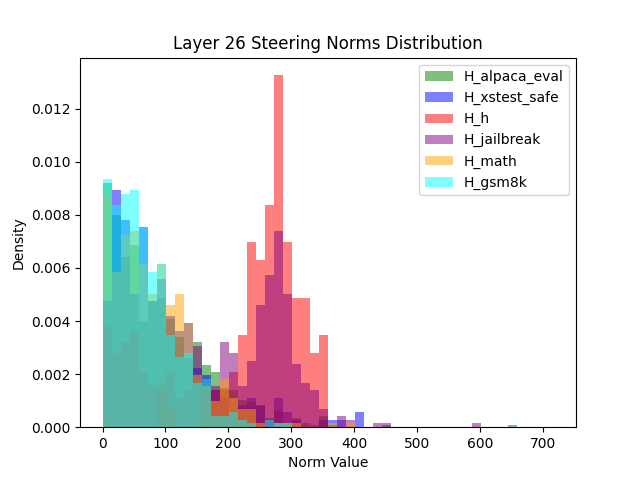 Layer 26 Steering Norms Distribution
H_alpaca_eval
H_xstest_safe
H_h
H_jailbreak
H_math
H_gsm8k
Density
0.012
0.010
0.008
0.006
0.004
0.002
0.000
0 100 200 300 400 500 600 700
Norm Value